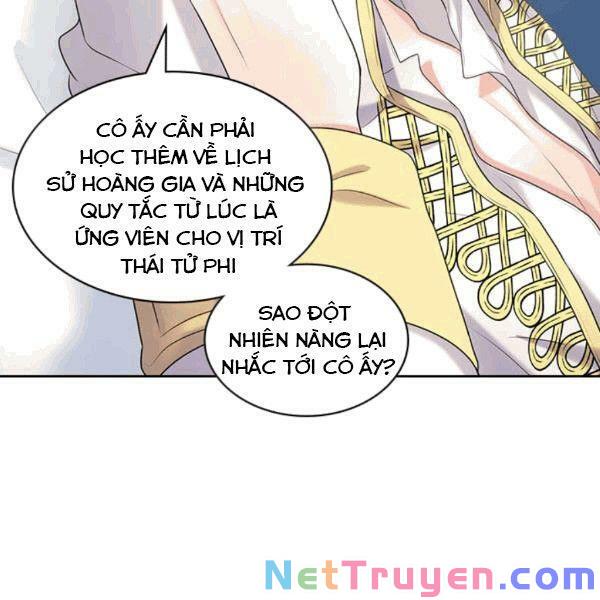 CÔ ẤY CẦN PHẢI
HỌC THÊM VỀ LỊCH
SỬ HOÀNG GIA VÀ NHỮNG
QUY TẮC TỪ LÚC LÀ
ỨNG VIÊN CHO VỊ TRÍ
THÁI TỬ PHI
SAO ĐỘT
NHIÊN NÀNG LẠI
NHẮC TỚI CÔ ẤY?
NetTruyen.com